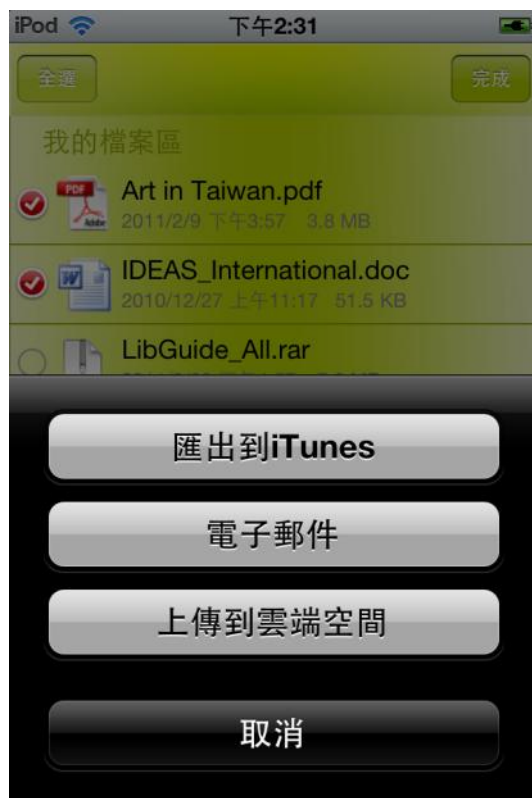 iPod 下午2:31
全選 完成
我的檔案區
Art in Taiwan.pdf
2011/2/9 下午3:57 3.8 MB
IDEAS_International.doc
2010/12/27 上午11:17 51.5 KB
LibGuide_All.rar
匯出到iTunes
電子郵件
上傳到雲端空間
取消